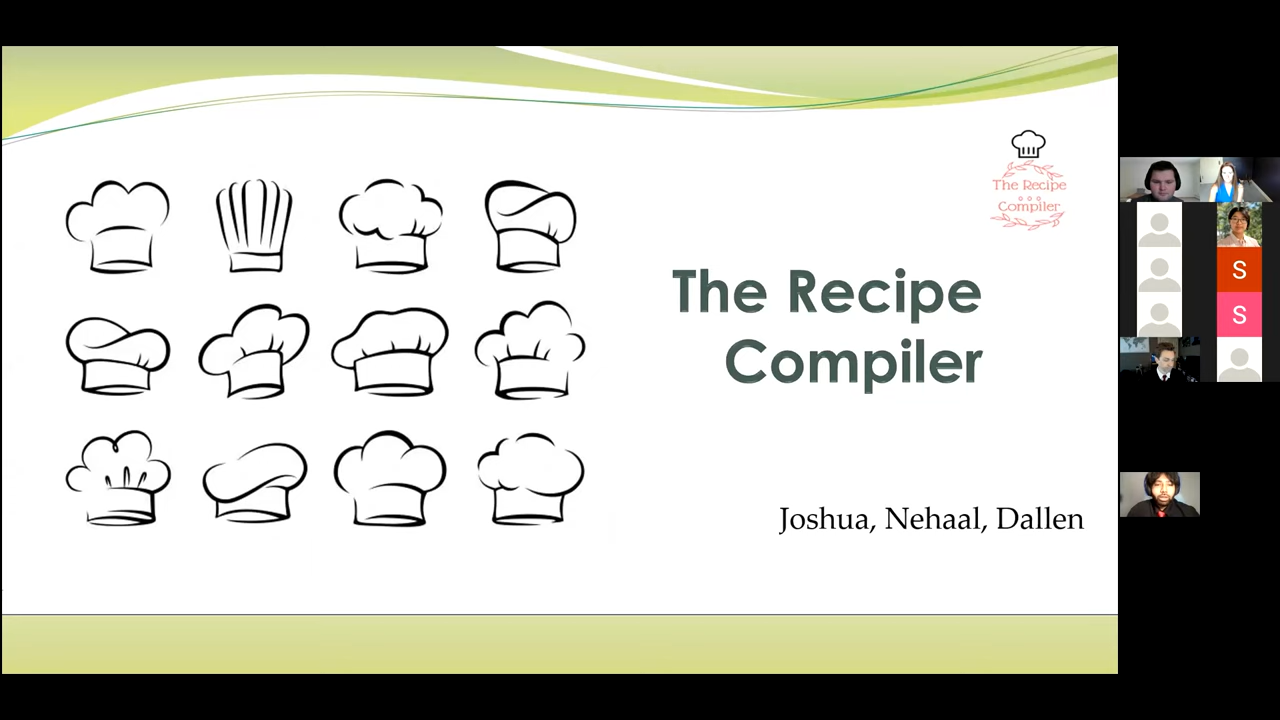 The Recipe
Compiler
The Recipe
Compiler
Joshua, Nehaal, Dallen
S
S